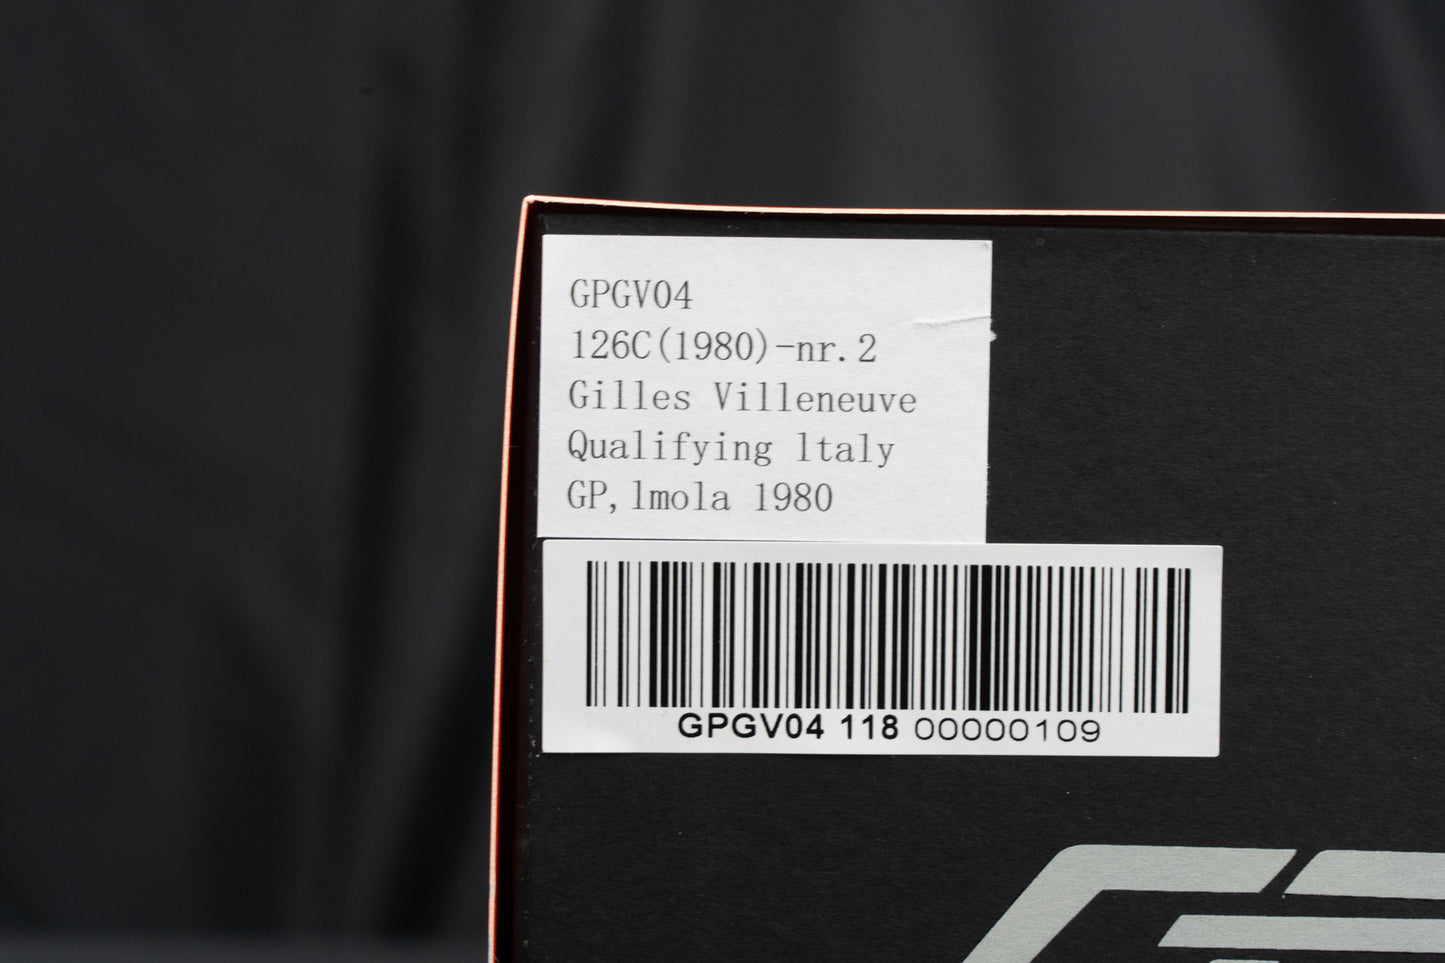 GPGV04
126C(1980)-nr.2
Gilles Villeneuve
Qualifying ltaly
GP,lmola 1980
GPGV04 118 00000109